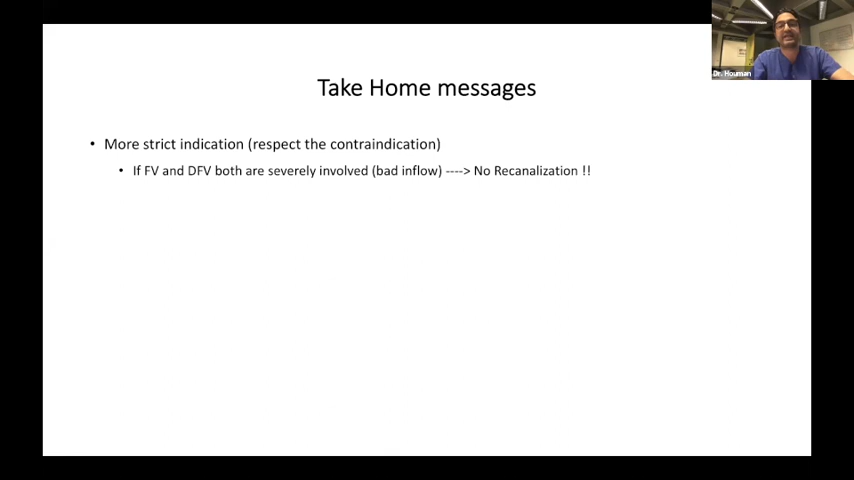 Dr. Houman
Take Home messages
• More strict indication (respect the contraindication)
• If FV and DFV both are severely involved (bad inflow) ----> No Recanalization !!